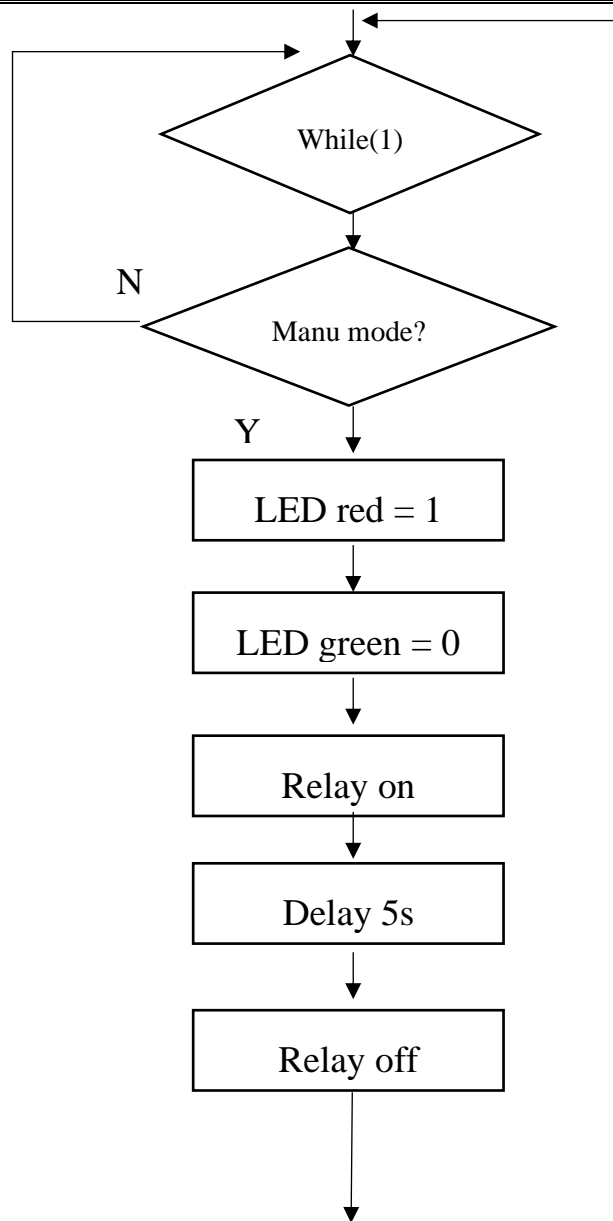 While(1)
N
Manu mode?
Y
LED red = 1
LED green = 0
Relay on
Delay 5s
Relay off